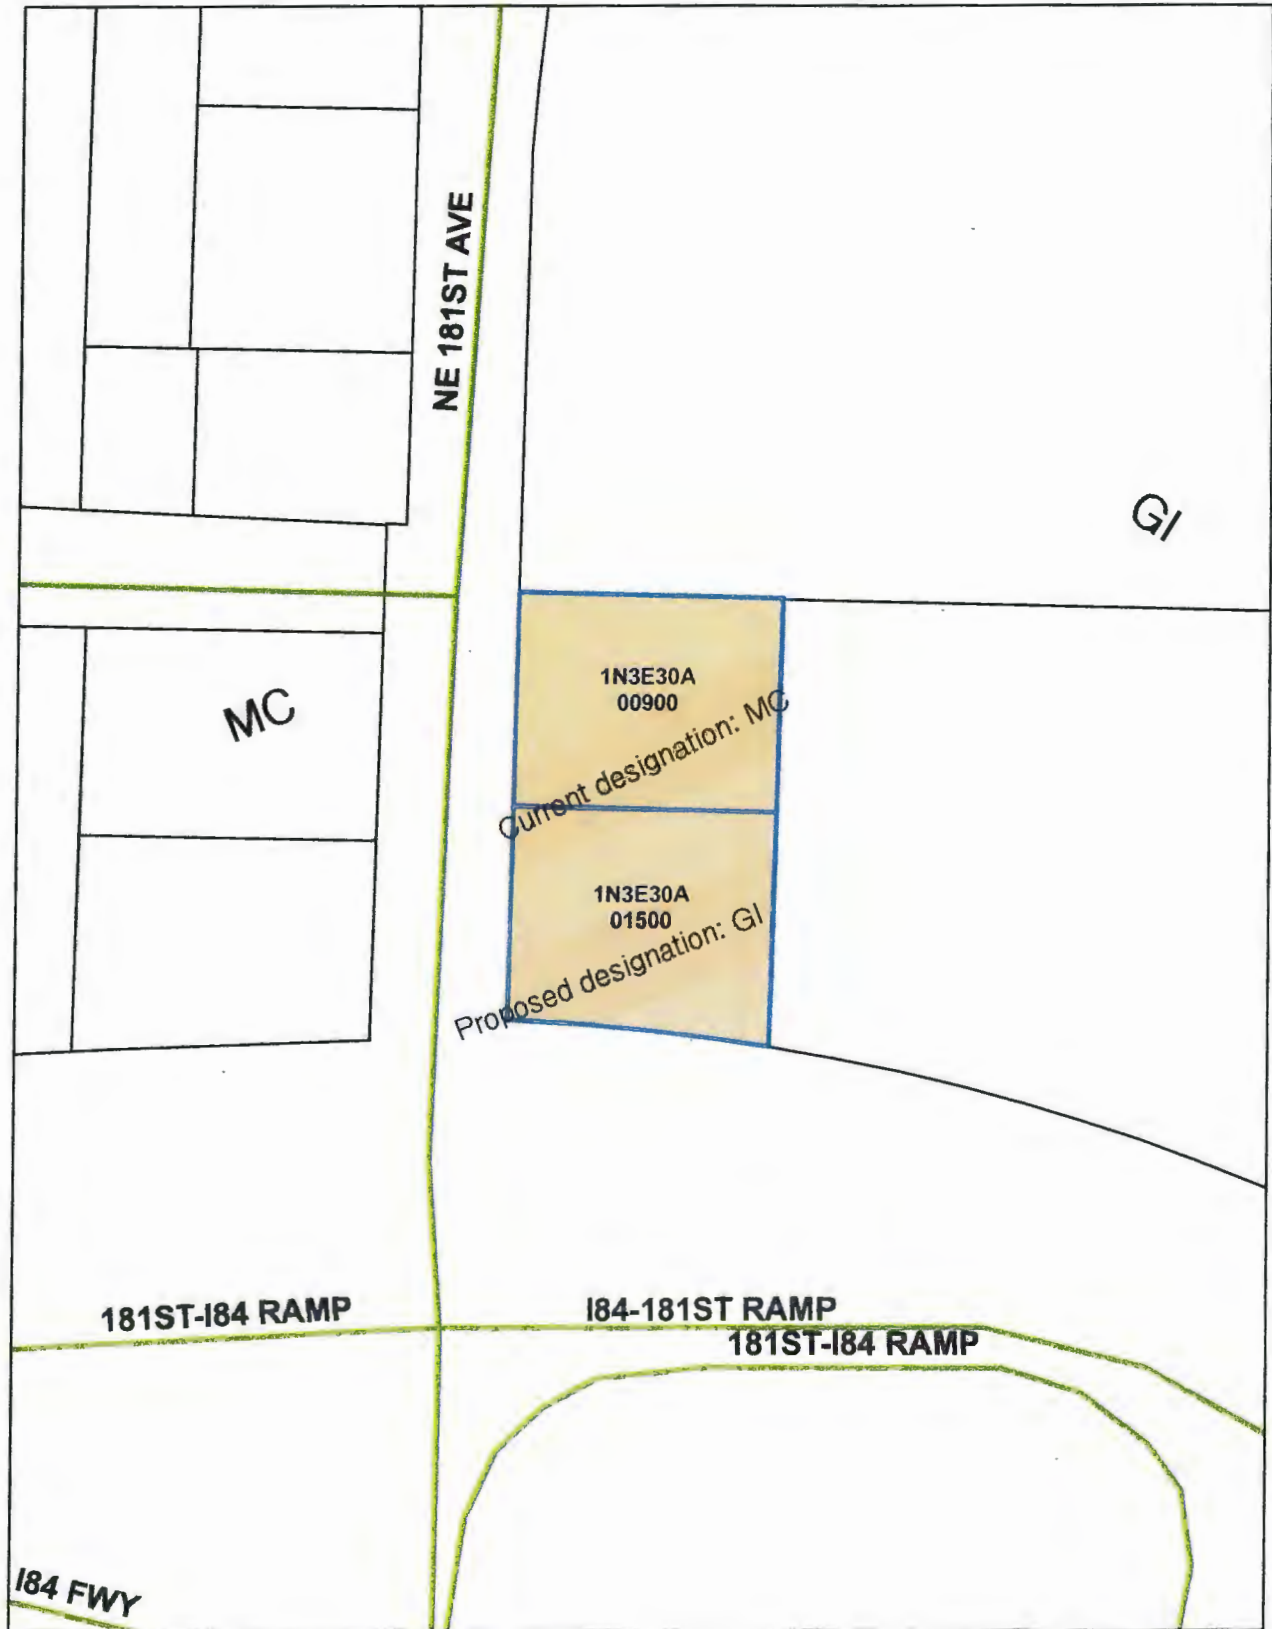 NE 181ST AVE
GI
1N3E30A
00900
MC
Current designation: MC
1N3E30A
01500
Proposed designation: GI
181ST-I84 RAMP
I84-181ST RAMP
181ST-I84 RAMP
I84 FWY